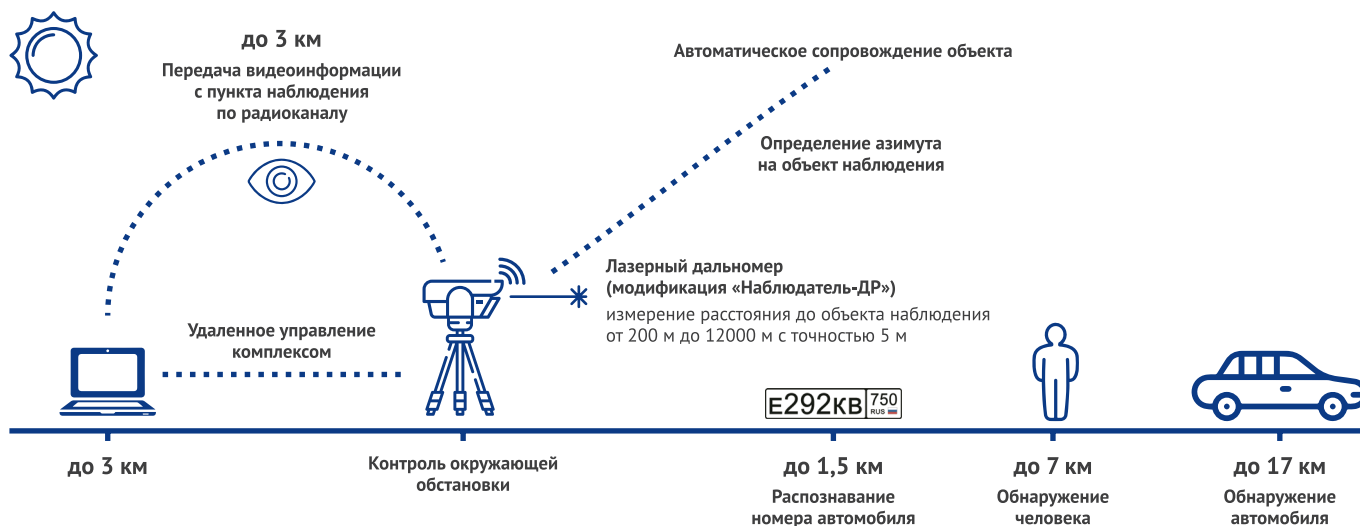 до 3 км
Передача видеоинформации
с пункта наблюдения
по радиоканалу
Автоматическое сопровождение объекта
Определение азимута
на объект наблюдения
Лазерный дальномер
(модификация «Наблюдатель-ДР»)
измерение расстояния до объекта наблюдения
от 200 м до 12000 м с точностью 5 м
Удаленное управление
комплексом
Е292КВ 750
RUS
до 3 км
Контроль окружающей
обстановки
до 1,5 км
Распознавание
номера автомобиля
до 7 км
Обнаружение
человека
до 17 км
Обнаружение
автомобиля